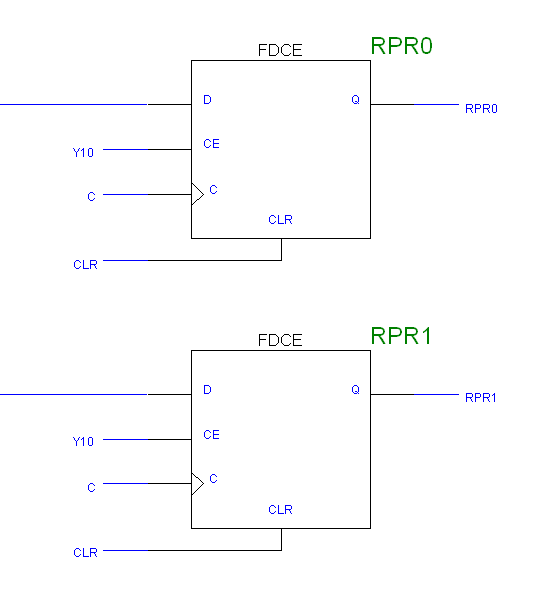 FDCE RPR0
D Q RPR0
Y10 CE
C C
CLR
CLR
FDCE RPR1
D Q RPR1
Y10 CE
C C
CLR
CLR